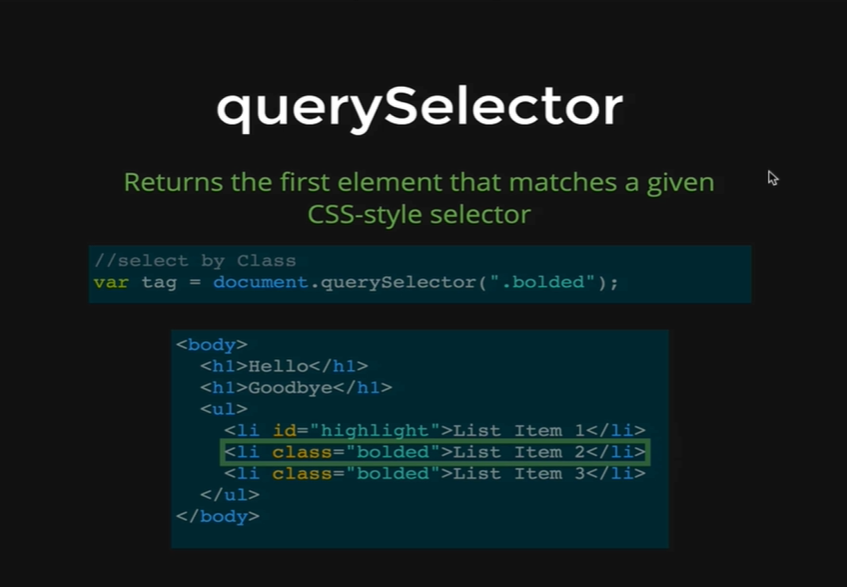 querySelector
Returns the first element that matches a given
CSS-style selector
//select by Class
var tag = document.querySelector(".bolded");
<body>
  <h1>Hello</h1>
  <h1>Goodbye</h1>
  <ul>
    <li id="highlight">List Item 1</li>
    <li class="bolded">List Item 2</li>
    <li class="bolded">List Item 3</li>
  </ul>
</body>